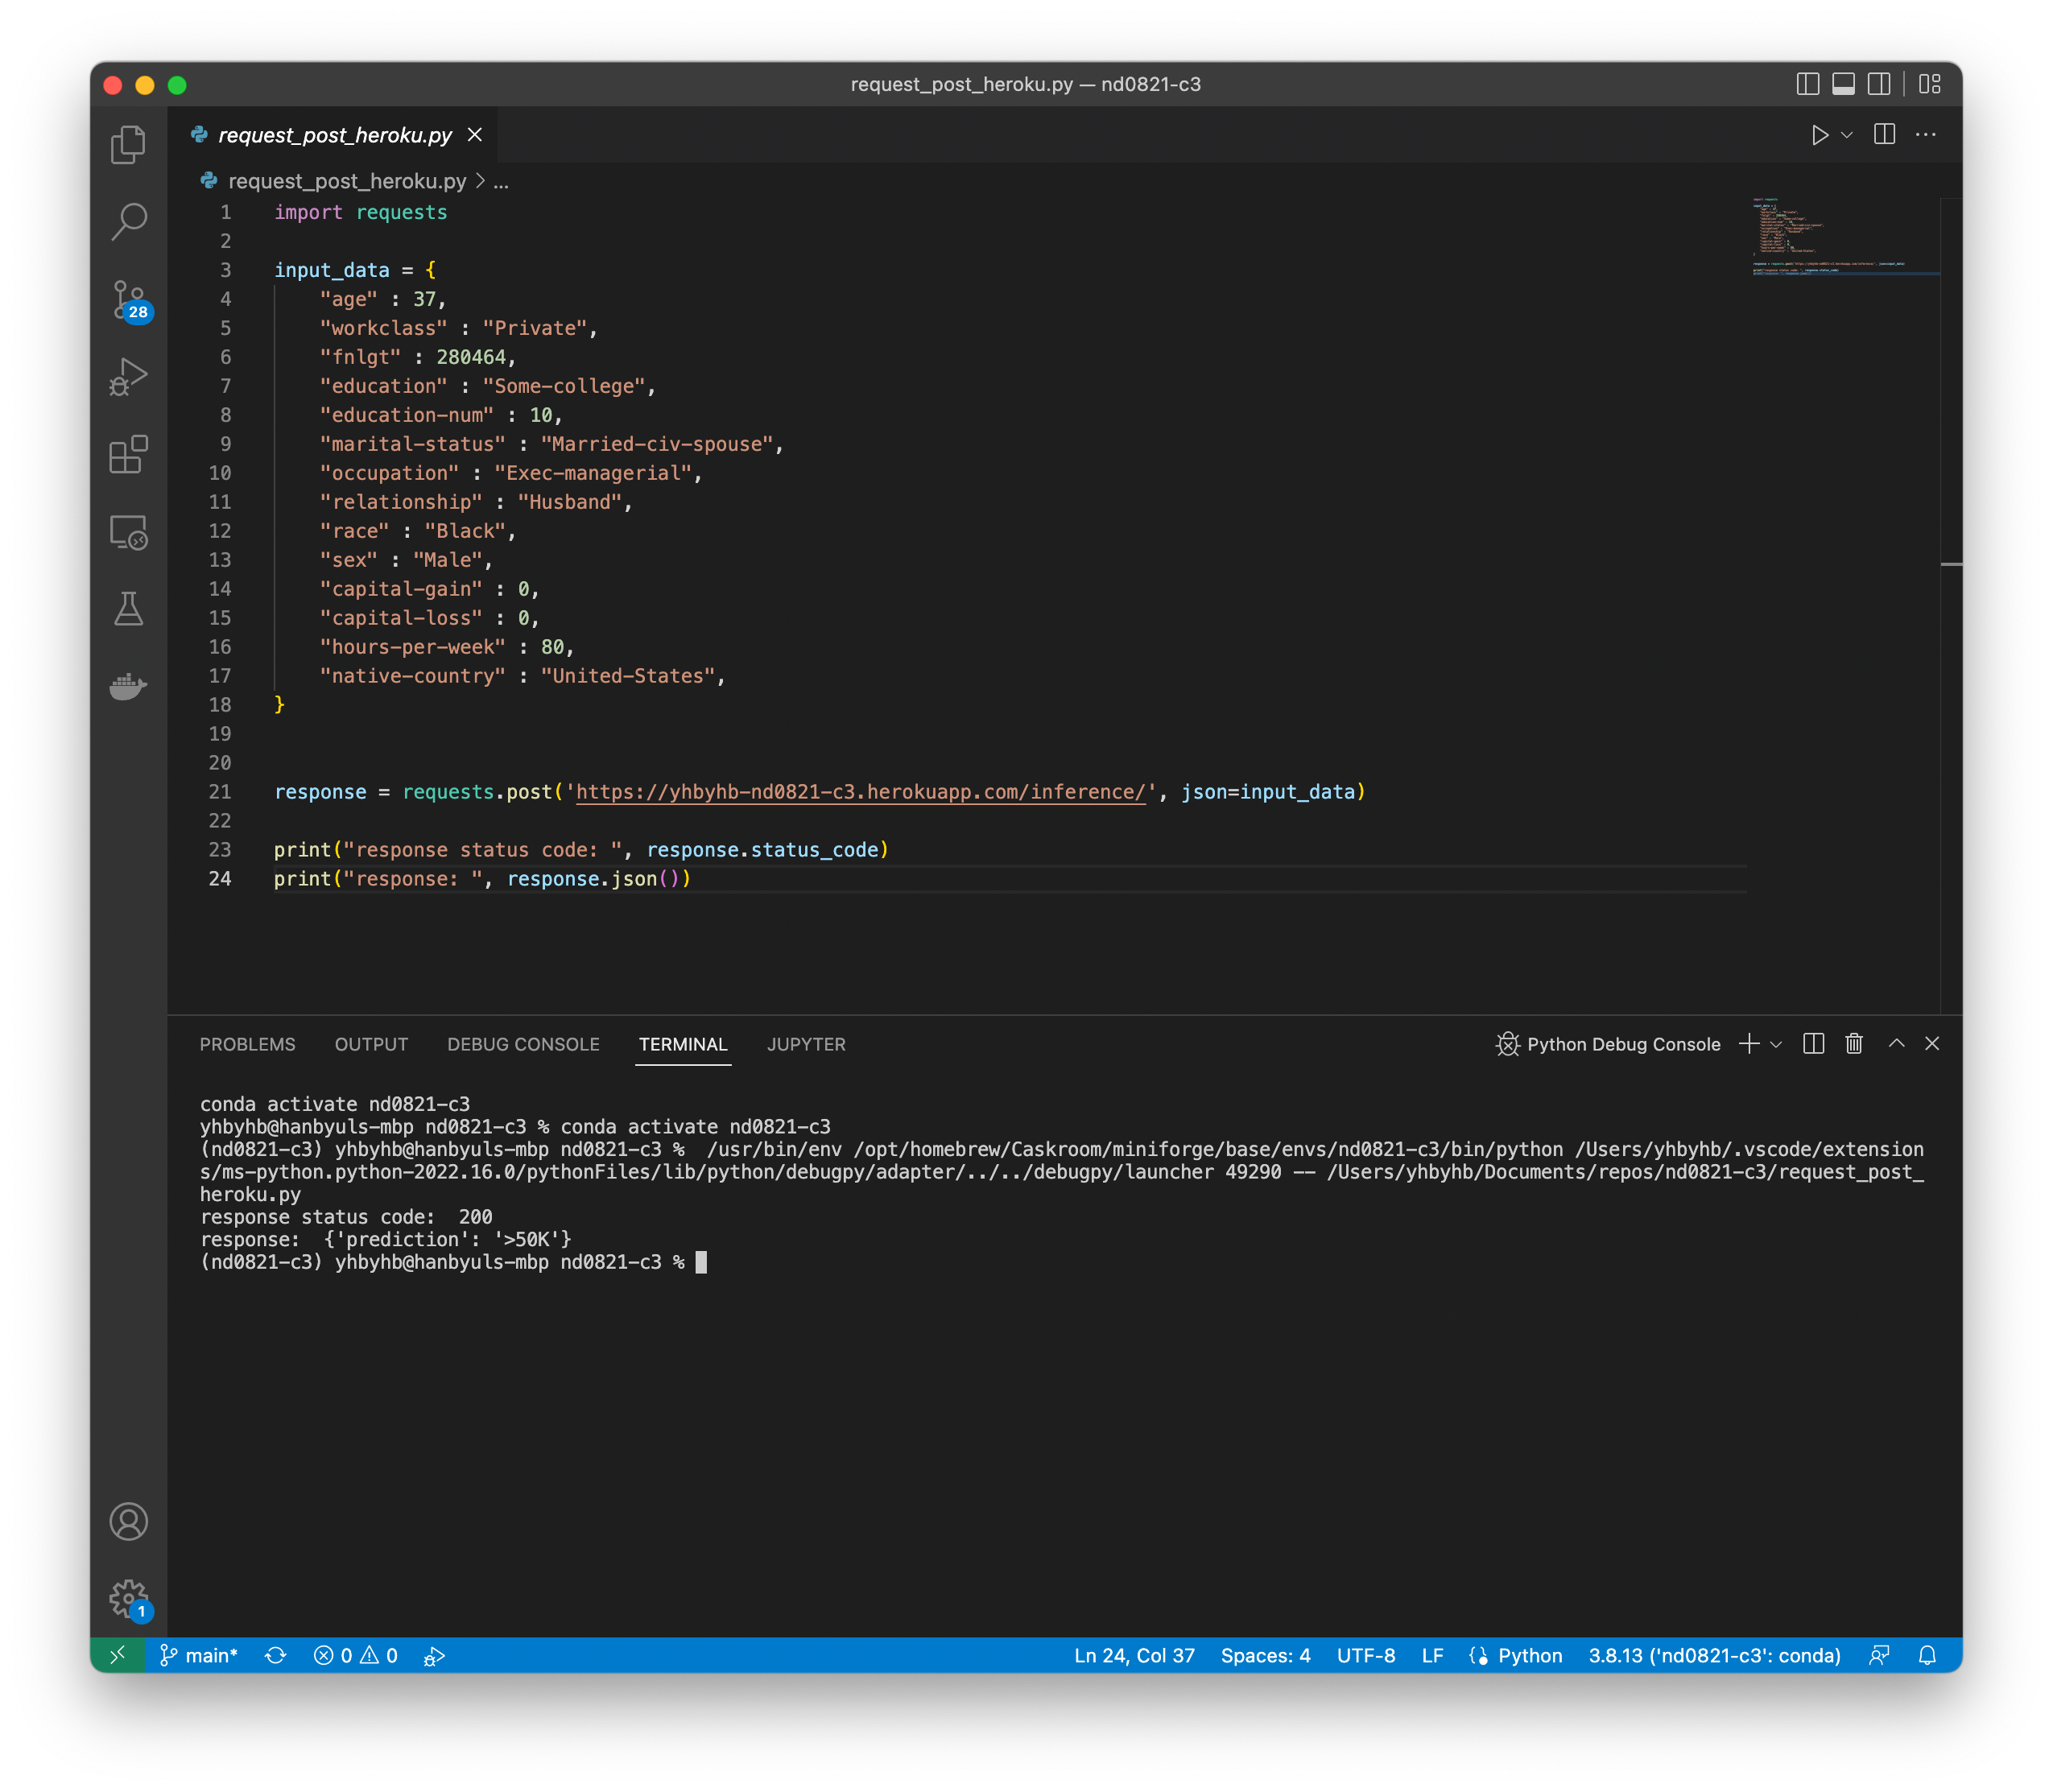 request_post_heroku.py — nd0821-c3
request_post_heroku.py
request_post_heroku.py > ...
1 import requests
2
3 input_data = {
4 "age" : 37,
5 "workclass" : "Private",
6 "fnlgt" : 280464,
7 "education" : "Some-college",
8 "education-num" : 10,
9 "marital-status" : "Married-civ-spouse",
10 "occupation" : "Exec-managerial",
11 "relationship" : "Husband",
12 "race" : "Black",
13 "sex" : "Male",
14 "capital-gain" : 0,
15 "capital-loss" : 0,
16 "hours-per-week" : 80,
17 "native-country" : "United-States",
18 }
19
20
21 response = requests.post('https://yhbyhb-nd0821-c3.herokuapp.com/inference/', json=input_data)
22
23 print("response status code: ", response.status_code)
24 print("response: ", response.json())
28
PROBLEMS OUTPUT DEBUG CONSOLE TERMINAL JUPYTER Python Debug Console
conda activate nd0821-c3
yhbyhb@hanbyuls-mbp nd0821-c3 % conda activate nd0821-c3
(nd0821-c3) yhbyhb@hanbyuls-mbp nd0821-c3 %  /usr/bin/env /opt/homebrew/Caskroom/miniforge/base/envs/nd0821-c3/bin/python /Users/yhbyhb/.vscode/extension
s/ms-python.python-2022.16.0/pythonFiles/lib/python/debugpy/adapter/../../debugpy/launcher 49290 -- /Users/yhbyhb/Documents/repos/nd0821-c3/request_post_
heroku.py
response status code:  200
response:  {'prediction': '>50K'}
(nd0821-c3) yhbyhb@hanbyuls-mbp nd0821-c3 %
1
main* 0 0 Ln 24, Col 37 Spaces: 4 UTF-8 LF Python 3.8.13 ('nd0821-c3': conda)